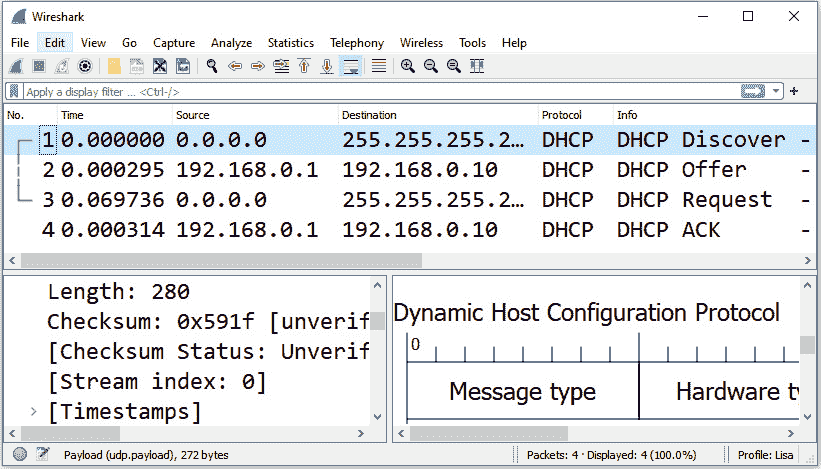 Wireshark
File Edit View Go Capture Analyze Statistics Telephony Wireless Tools Help
Apply a display filter ... <Ctrl-/>
No. Time Source Destination Protocol Info
1 0.000000 0.0.0.0 255.255.255.2… DHCP DHCP Discover -
2 0.000295 192.168.0.1 192.168.0.10 DHCP DHCP Offer -
3 0.069736 0.0.0.0 255.255.255.2… DHCP DHCP Request -
4 0.000314 192.168.0.1 192.168.0.10 DHCP DHCP ACK -
Length: 280
Checksum: 0x591f [unverif
[Checksum Status: Unverif
[Stream index: 0]
[Timestamps]
Dynamic Host Configuration Protocol
0
Message type Hardware ty
Payload (udp.payload), 272 bytes Packets: 4 · Displayed: 4 (100.0%) Profile: Lisa